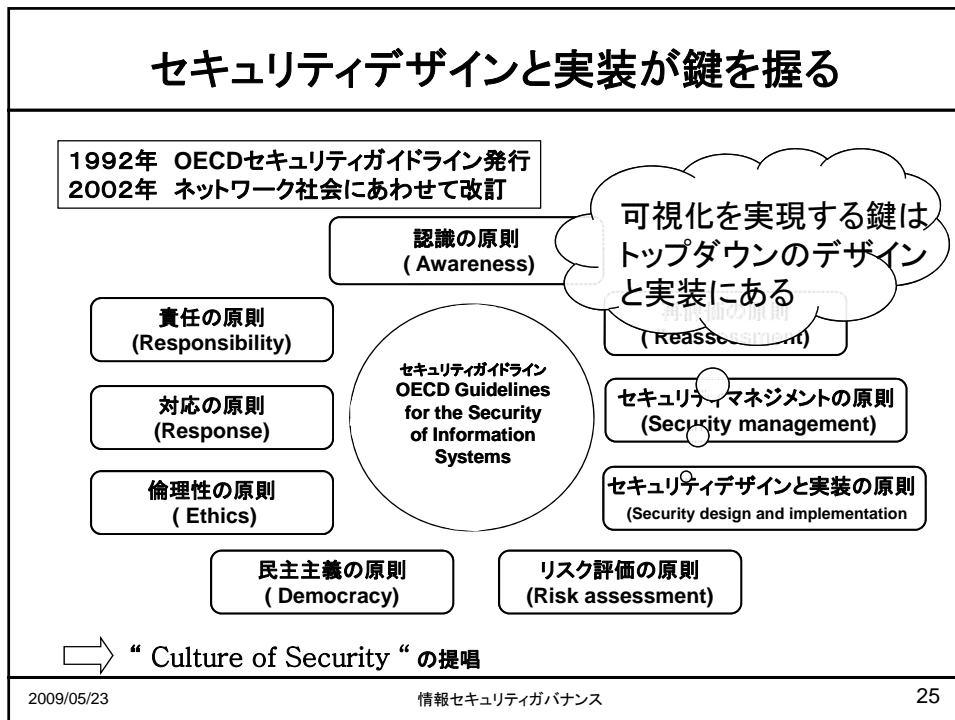 セキュリティデザインと実装が鍵を握る
1992年 OECDセキュリティガイドライン発行
2002年 ネットワーク社会にあわせて改訂
可視化を実現する鍵は
トップダウンのデザイン
と実装にある
認識の原則
( Awareness)
再評価の原則
( Reassessment)
責任の原則
(Responsibility)
セキュリティガイドライン
OECD Guidelines
for the Security
of Information
Systems
セキュリティマネジメントの原則
(Security management)
対応の原則
(Response)
セキュリティデザインと実装の原則
(Security design and implementation
倫理性の原則
( Ethics)
民主主義の原則
( Democracy)
リスク評価の原則
(Risk assessment)
“ Culture of Security “ の提唱
2009/05/23
情報セキュリティガバナンス
25